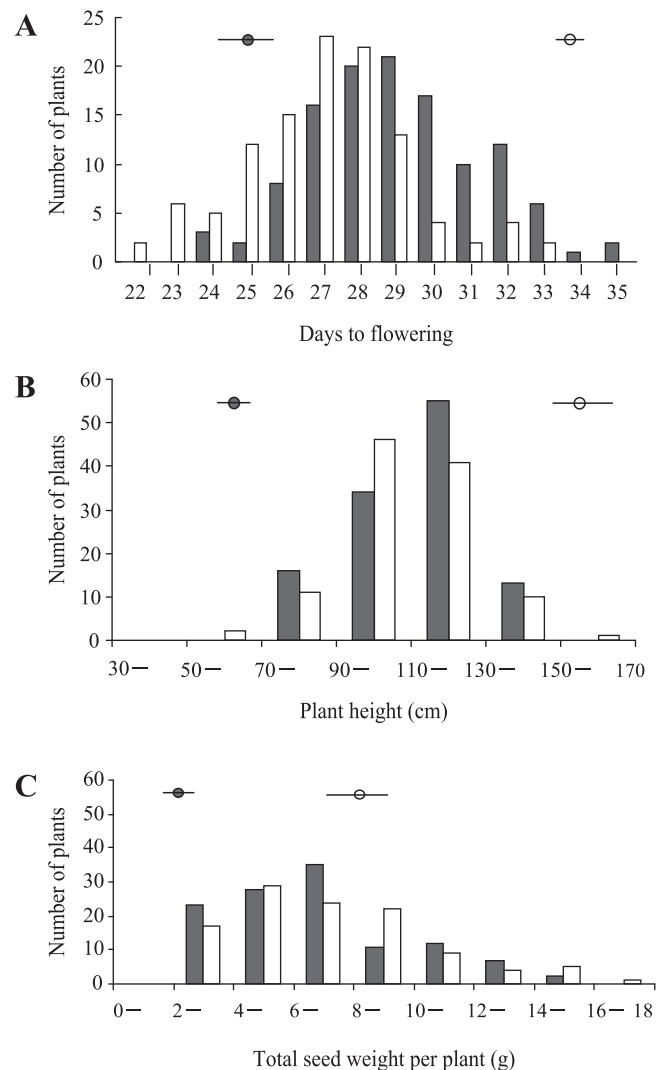 A
Number of plants
25
20
15
10
5
0
22 23 24 25 26 27 28 29 30 31 32 33 34 35
Days to flowering
B
Number of plants
60
50
40
30
20
10
0
30— 50— 70— 90— 110— 130— 150— 170
Plant height (cm)
C
Number of plants
60
50
40
30
20
10
0
0— 2— 4— 6— 8— 10— 12— 14— 16— 18
Total seed weight per plant (g)